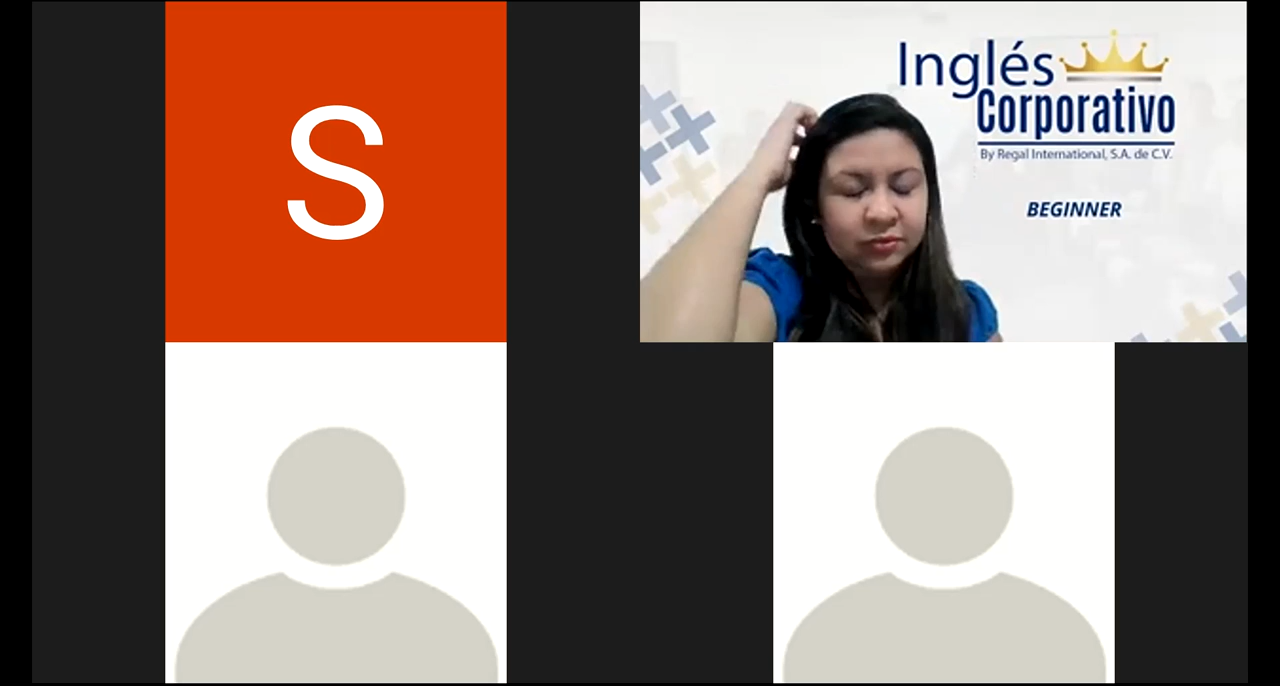 S
Inglés
Corporativo
By Regal International, S.A. de C.V.
BEGINNER